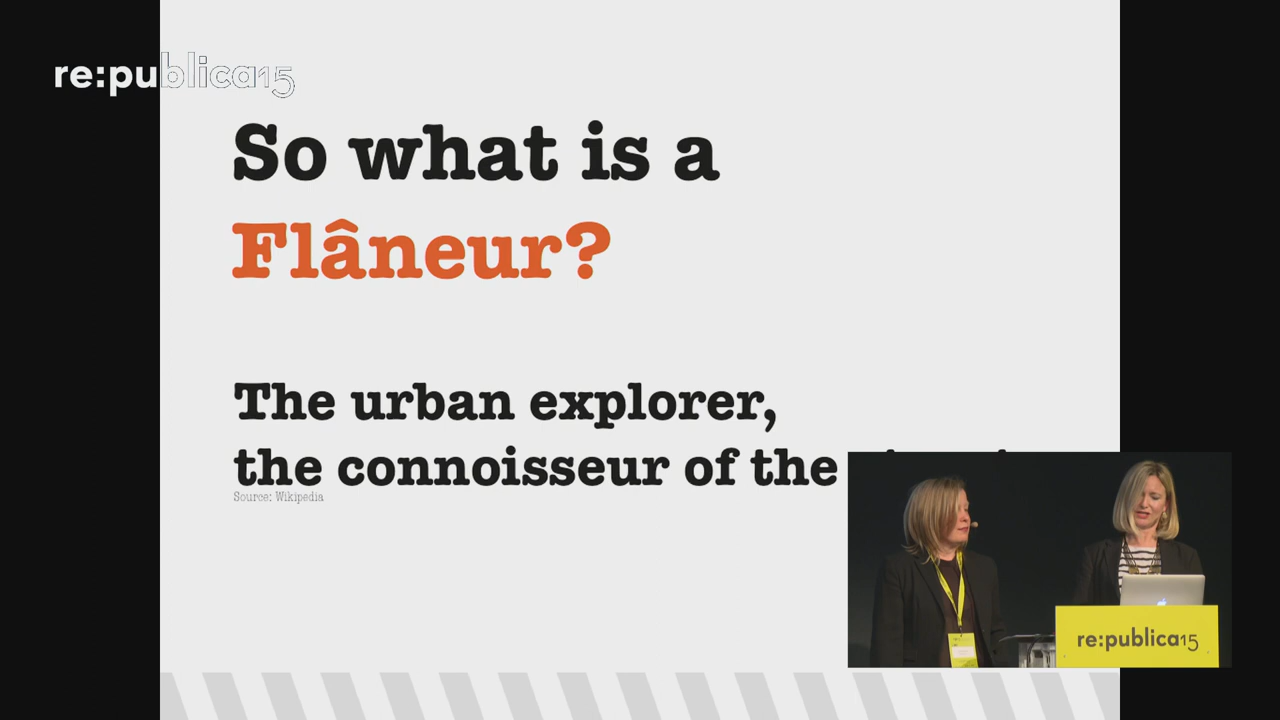 re:publica15
So what is a
Flâneur?
The urban explorer,
the connoisseur of the
Source: Wikipedia
re:publica15